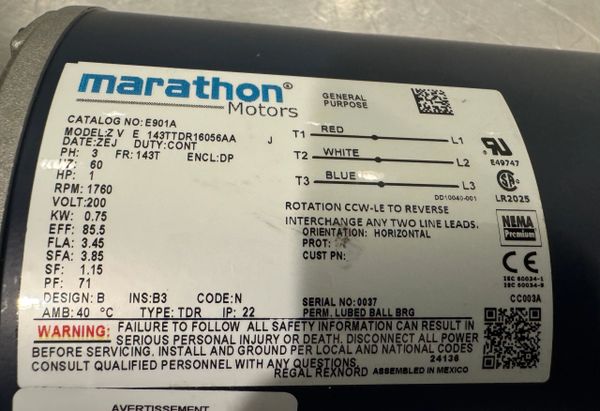 marathon®
Motors
GENERAL
PURPOSE
CATALOG NO: E901A
MODEL: Z V E 143TTDR16056AA J
DATE: ZEJ DUTY: CONT
PH: 3 FR: 143T ENCL: DP
HZ: 60
HP: 1
RPM: 1760
VOLT: 200
KW: 0.75
EFF: 85.5
FLA: 3.45
SFA: 3.85
SF: 1.15
PF: 71
DESIGN: B INS: B3 CODE: N
AMB: 40 °C TYPE: TDR IP: 22
T1 RED L1
T2 WHITE L2
T3 BLUE L3
DD10040-001
ROTATION CCW-LE TO REVERSE
INTERCHANGE ANY TWO LINE LEADS.
ORIENTATION: HORIZONTAL
PROT:
CUST PN:
SERIAL NO: 0037
PERM. LUBED BALL BRG
E49747
LR2025
NEMA
Premium
CE
IEC 60034-1
CC003A
WARNING: FAILURE TO FOLLOW ALL SAFETY INFORMATION CAN RESULT IN
SERIOUS PERSONAL INJURY OR DEATH. DISCONNECT ALL POWER
BEFORE SERVICING. INSTALL AND GROUND PER LOCAL AND NATIONAL CODES
CONSULT QUALIFIED PERSONNEL WITH ANY QUESTIONS.
24138
REGAL REXNORD ASSEMBLED IN MEXICO
AVERTISSEMENT